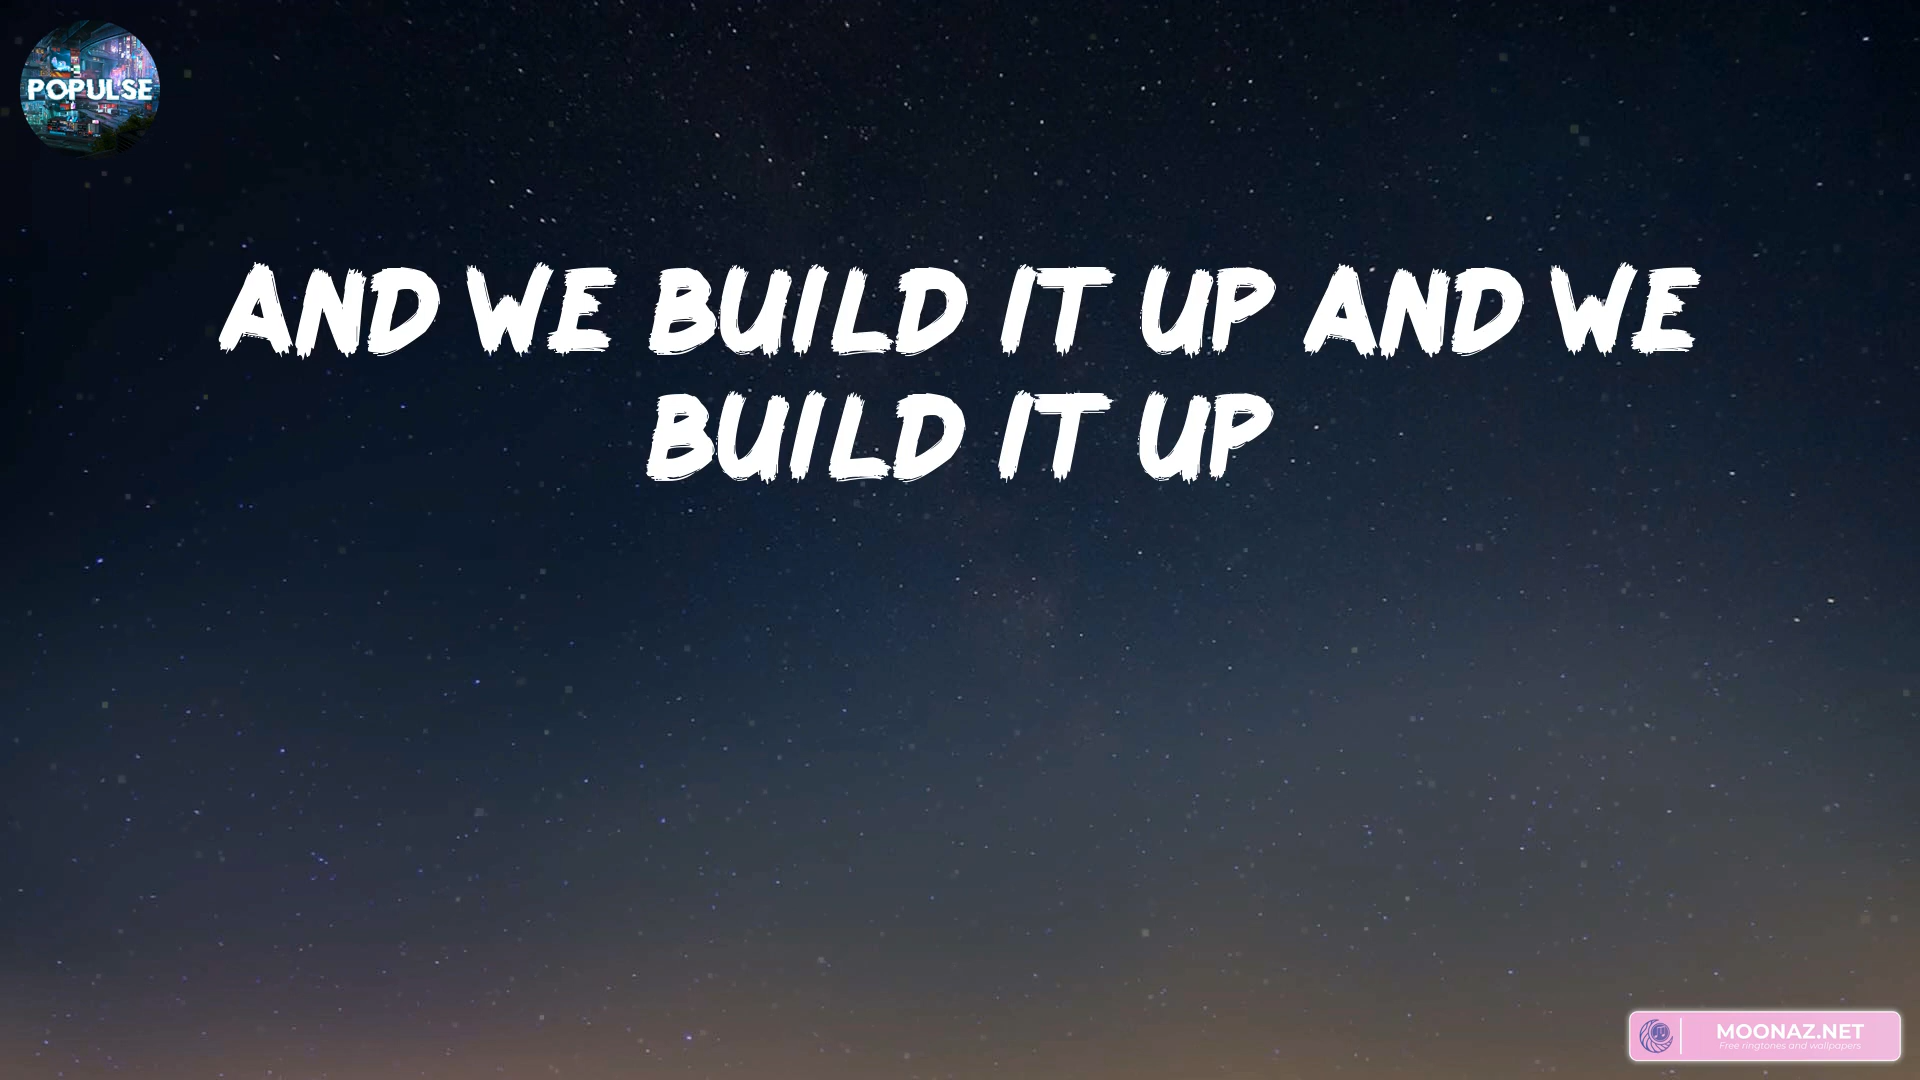 POPULSE
AND WE BUILD IT UP AND WE
BUILD IT UP
MOONAZ.NET
Free ringtones and wallpapers